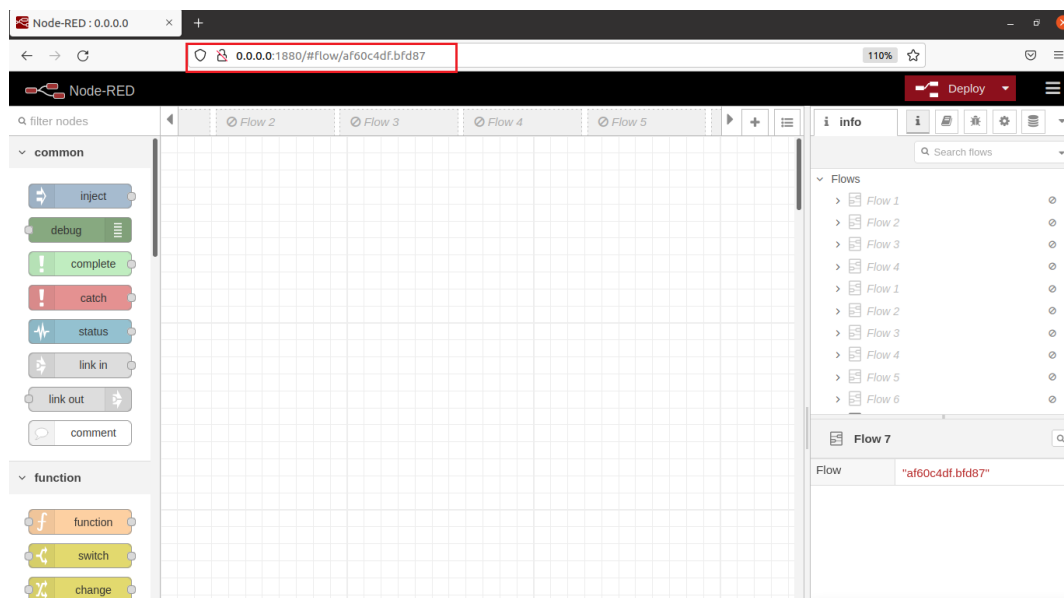 Node-RED : 0.0.0.0
0.0.0.0:1880/#flow/af60c4df.bfd87
110%
Node-RED
Deploy
filter nodes
Flow 2
Flow 3
Flow 4
Flow 5
i info
i
Search flows
common
inject
debug
complete
catch
status
link in
link out
comment
function
function
switch
change
Flows
Flow 1
Flow 2
Flow 3
Flow 4
Flow 1
Flow 2
Flow 3
Flow 4
Flow 5
Flow 6
Flow 7
Flow
"af60c4df.bfd87"